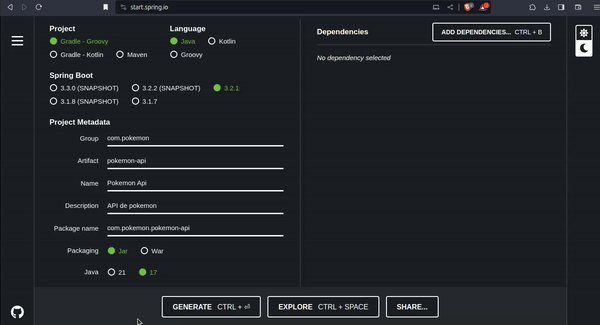 start.spring.io
Project
Gradle - Groovy
Gradle - Kotlin
Maven
Language
Java
Kotlin
Groovy
Spring Boot
3.3.0 (SNAPSHOT)
3.2.2 (SNAPSHOT)
3.2.1
3.1.8 (SNAPSHOT)
3.1.7
Project Metadata
Group com.pokemon
Artifact pokemon-api
Name Pokemon Api
Description API de pokemon
Package name com.pokemon.pokemon-api
Packaging Jar War
Java 21 17
Dependencies
ADD DEPENDENCIES... CTRL + B
No dependency selected
GENERATE CTRL + ⏎
EXPLORE CTRL + SPACE
SHARE...